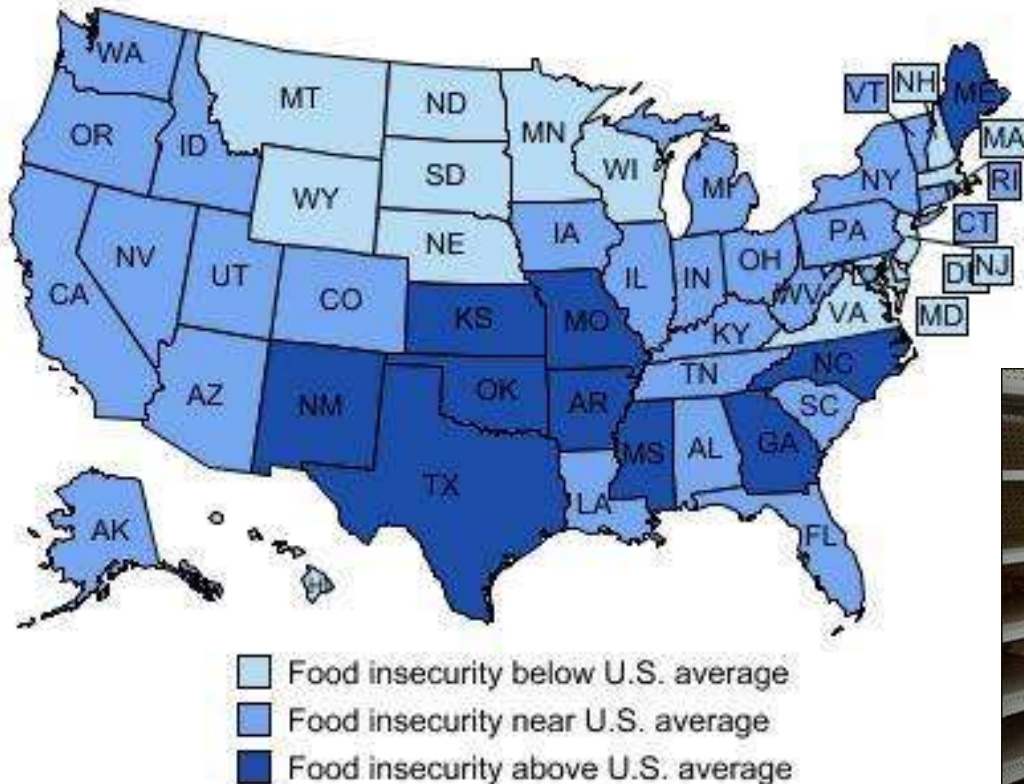 WA
MT
ND
MN
VT
NH
ME
OR
ID
SD
WI
MA
WY
MI
NY
RI
NE
IA
PA
CT
NV
UT
CO
IL
IN
OH
WV
NJ
CA
KS
MO
KY
VA
MD
AZ
NM
OK
AR
TN
NC
SC
TX
MS
AL
GA
LA
AK
FL
Food insecurity below U.S. average
Food insecurity near U.S. average
Food insecurity above U.S. average